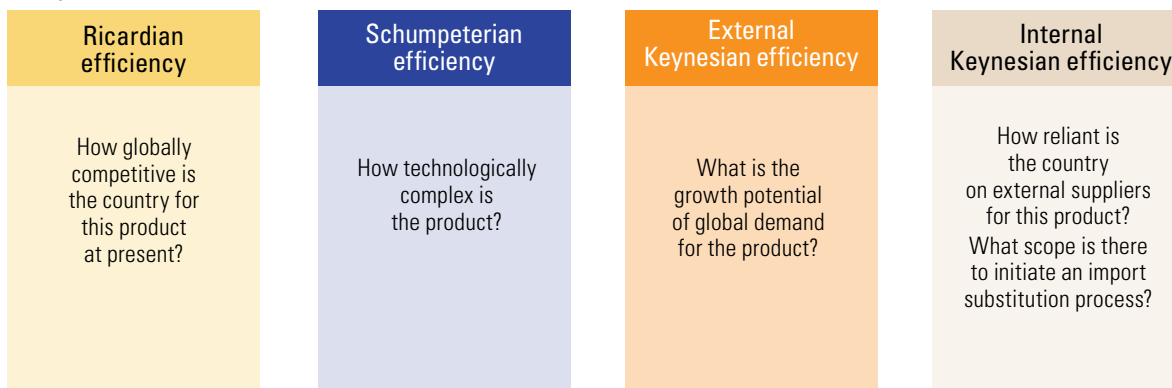 Ricardian
efficiency
How globally
competitive is
the country for
this product
at present?
Schumpeterian
efficiency
How technologically
complex is
the product?
External
Keynesian efficiency
What is the
growth potential
of global demand
for the product?
Internal
Keynesian efficiency
How reliant is
the country
on external suppliers
for this product?
What scope is there
to initiate an import
substitution process?